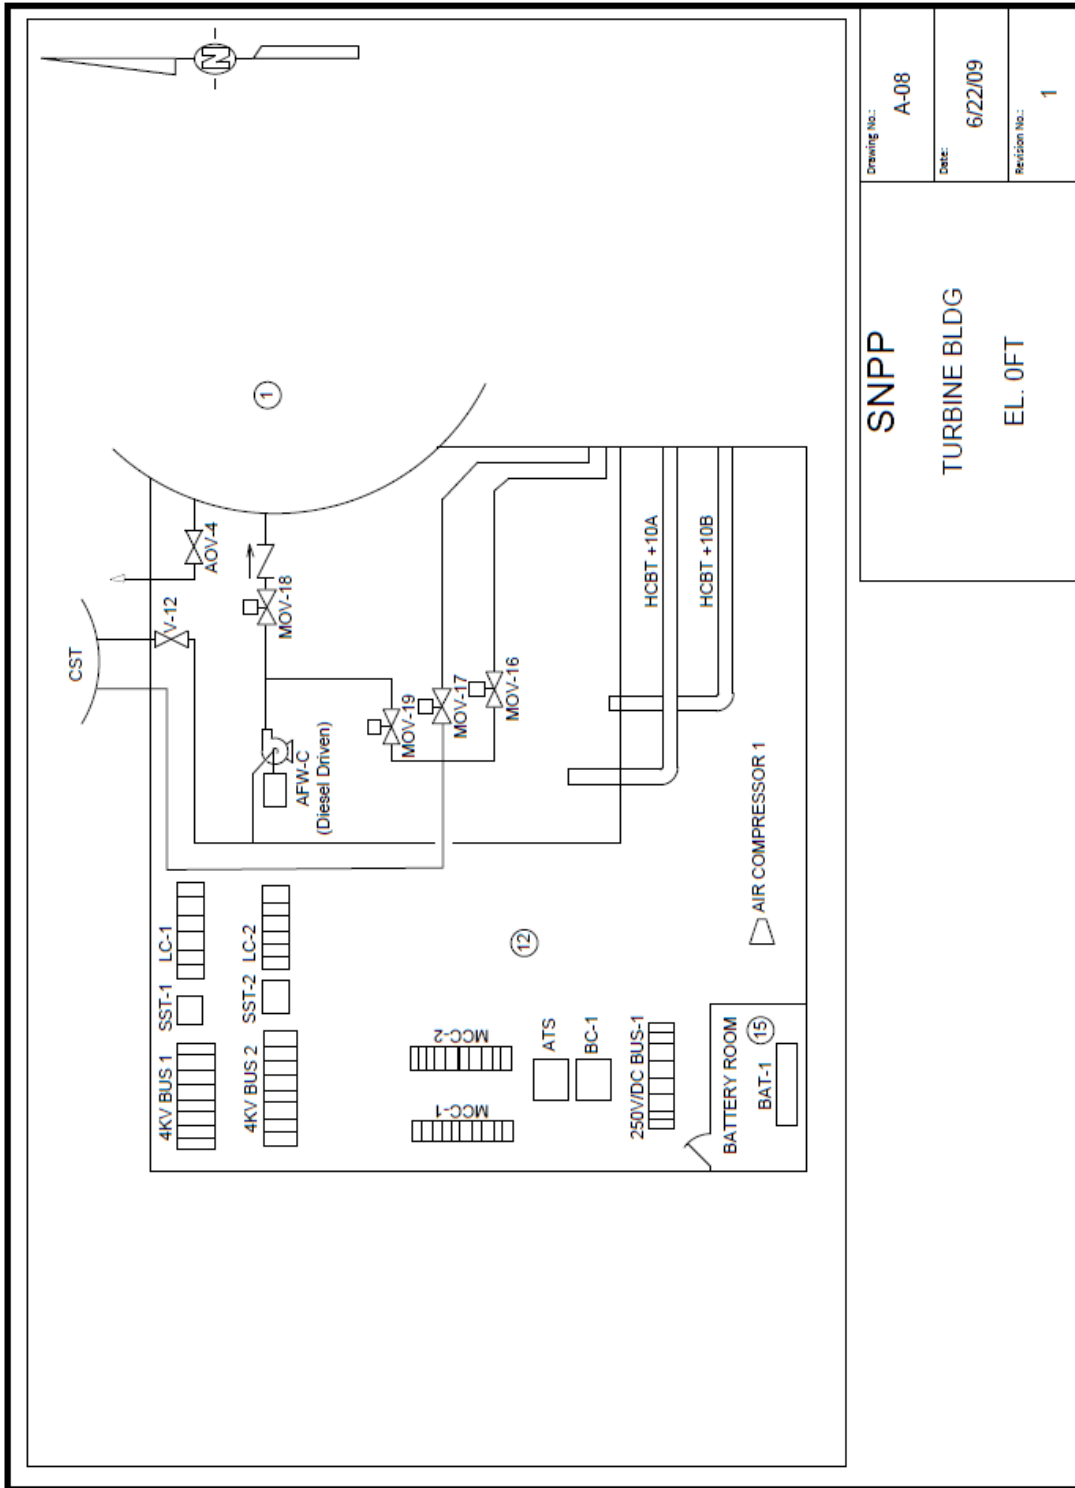 N
CST
V-12
AOV-4
1
MOV-18
AFW-C
(Diesel Driven)
MOV-19
MOV-17
MOV-16
4KV BUS 1
SST-1
LC-1
4KV BUS 2
SST-2
LC-2
12
MCC-1
MCC-2
ATS
BC-1
250V/DC BUS-1
HCBT +10A
HCBT +10B
AIR COMPRESSOR 1
BATTERY ROOM
15
BAT-1
SNPP
TURBINE BLDG
EL. 0FT
Drawing No.:
A-08
Date:
6/22/09
Revision No.:
1